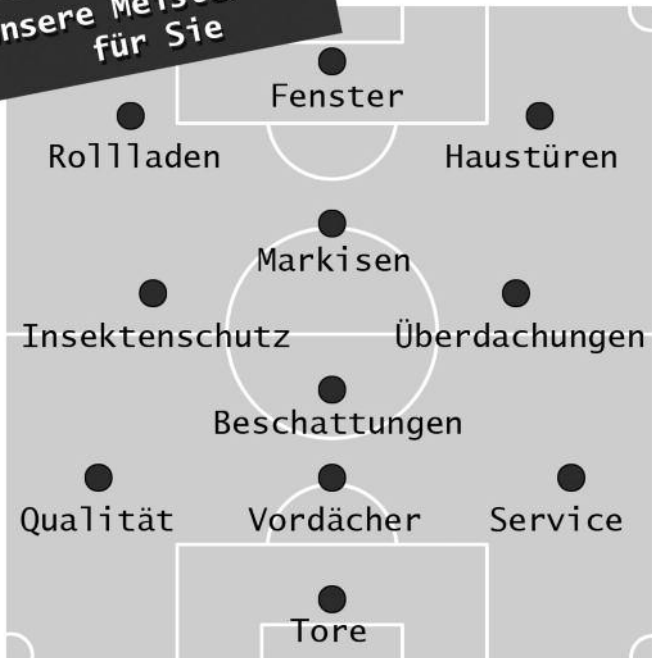 für Sie
Fenster
Rollladen Haustüren
Markisen
Insektenschutz Überdachungen
Beschattungen
Qualität Vordächer Service
Tore